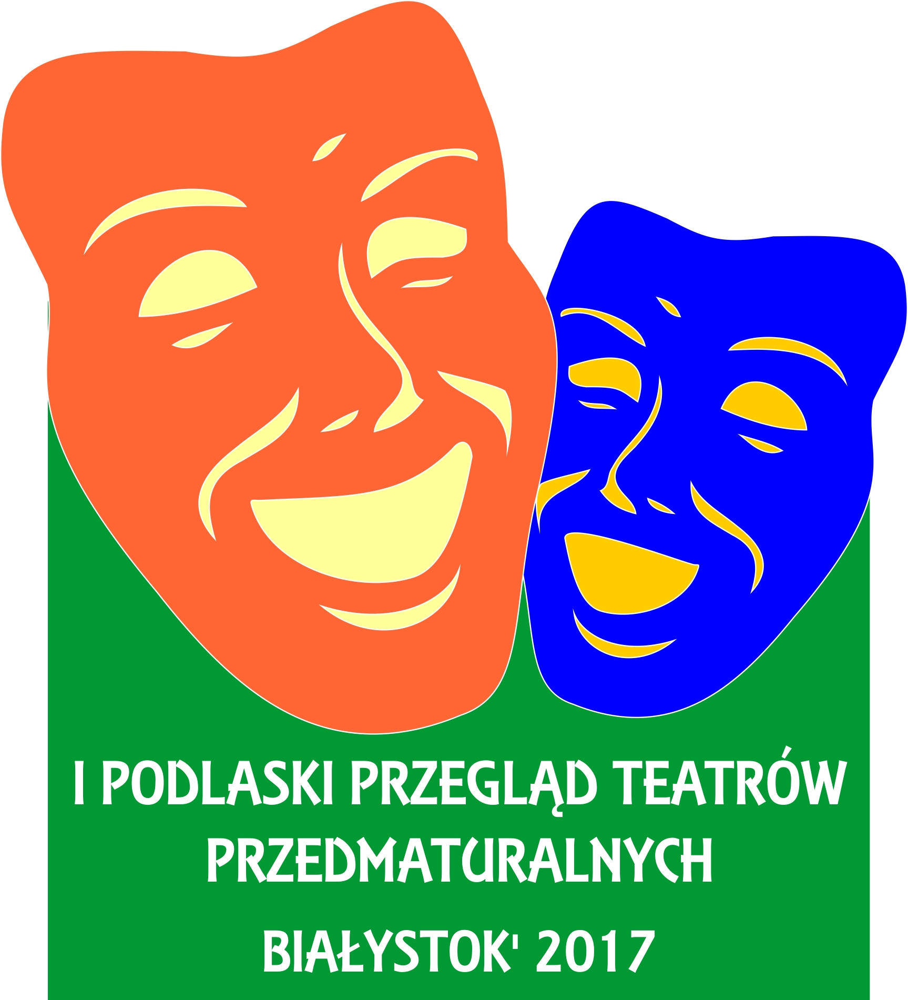 I PODLASKI PRZEGLĄD TEATRÓW
PRZEDMATURALNYCH
BIAŁYSTOK' 2017